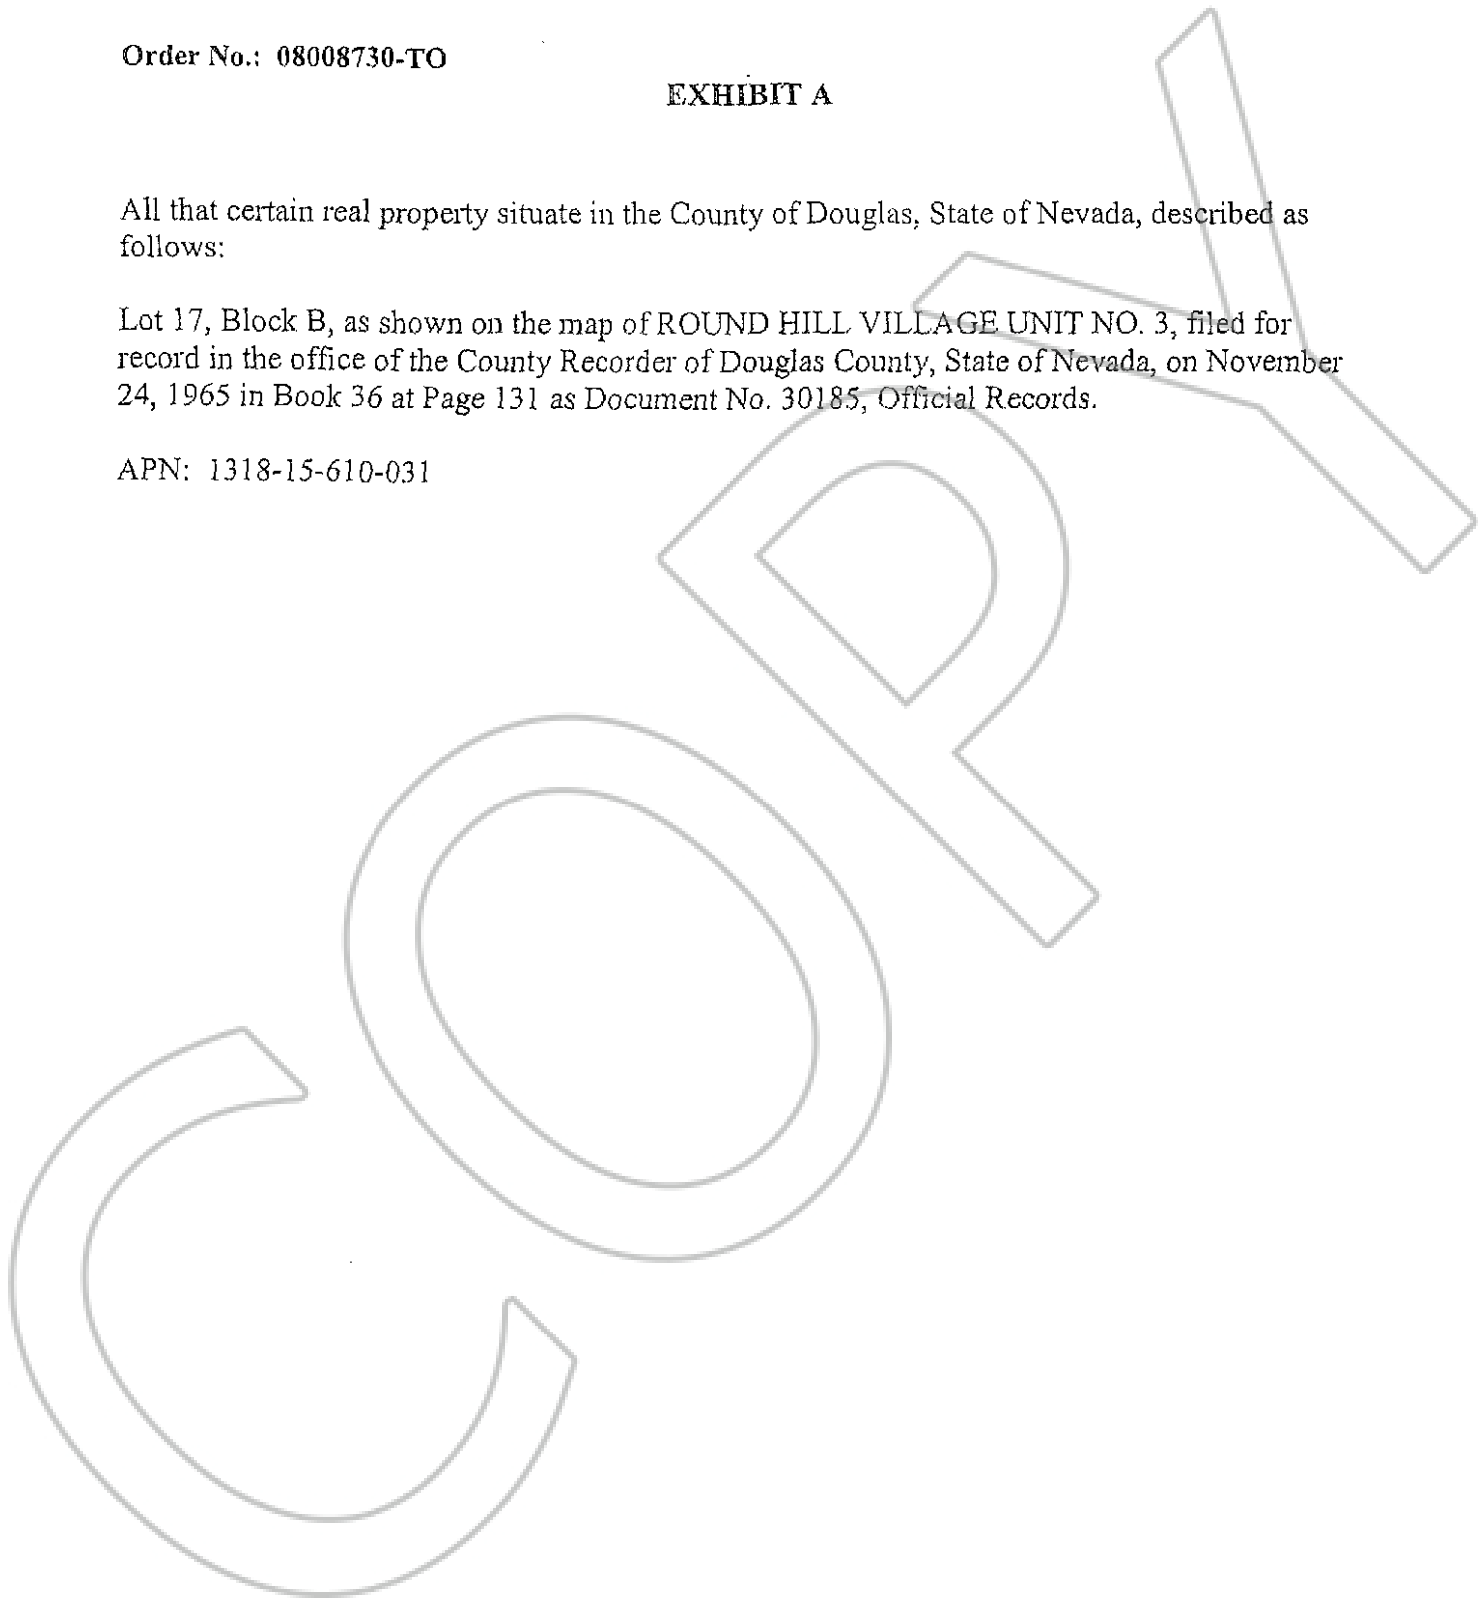 Order No.: 08008730-TO
EXHIBIT A
All that certain real property situate in the County of Douglas, State of Nevada, described as
follows:
Lot 17, Block B, as shown on the map of ROUND HILL VILLAGE UNIT NO. 3, filed for
record in the office of the County Recorder of Douglas County, State of Nevada, on November
24, 1965 in Book 36 at Page 131 as Document No. 30185, Official Records.
APN: 1318-15-610-031
COPY